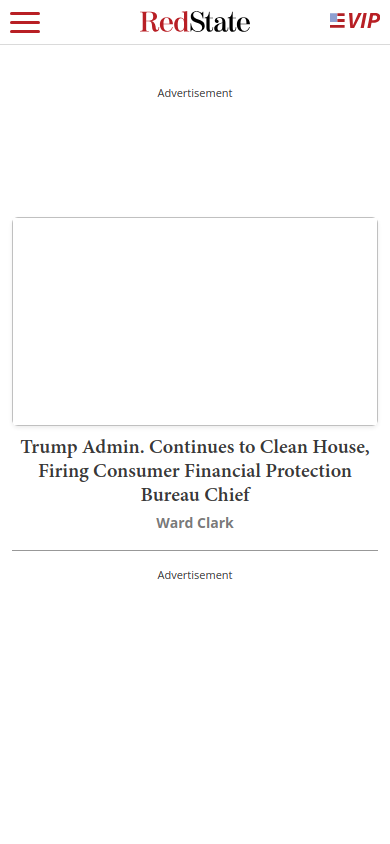 RedState
VIP
Advertisement
Trump Admin. Continues to Clean House,
Firing Consumer Financial Protection
Bureau Chief
Ward Clark
Advertisement